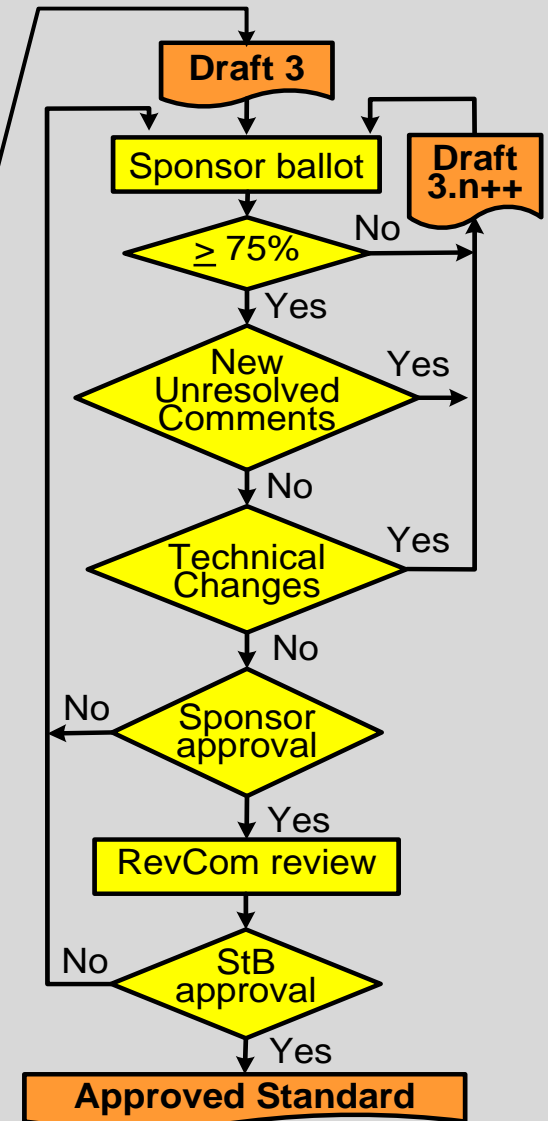 Draft 3
Sponsor ballot
Draft
3.n++
≥ 75%
No
Yes
New
Unresolved
Comments
Yes
No
Technical
Changes
Yes
No
Sponsor
approval
No
Yes
RevCom review
StB
approval
No
Yes
Approved Standard